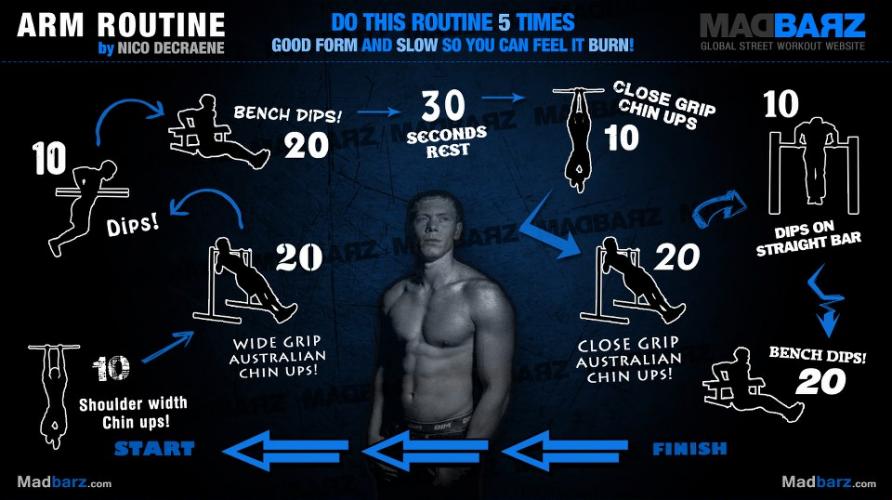 ARM ROUTINE
by NICO DECRAENE
DO THIS ROUTINE 5 TIMES
GOOD FORM AND SLOW SO YOU CAN FEEL IT BURN!
MADBARZ
GLOBAL STREET WORKOUT WEBSITE
10
Shoulder width
Chin ups!
START
20
WIDE GRIP
AUSTRALIAN
CHIN UPS!
10
Dips!
BENCH DIPS!
20
30
SECONDS
REST
CLOSE GRIP
CHIN UPS
10
20
CLOSE GRIP
AUSTRALIAN
CHIN UPS!
10
DIPS ON
STRAIGHT BAR
BENCH DIPS!
20
FINISH
Madbarz.com
Madbarz.com